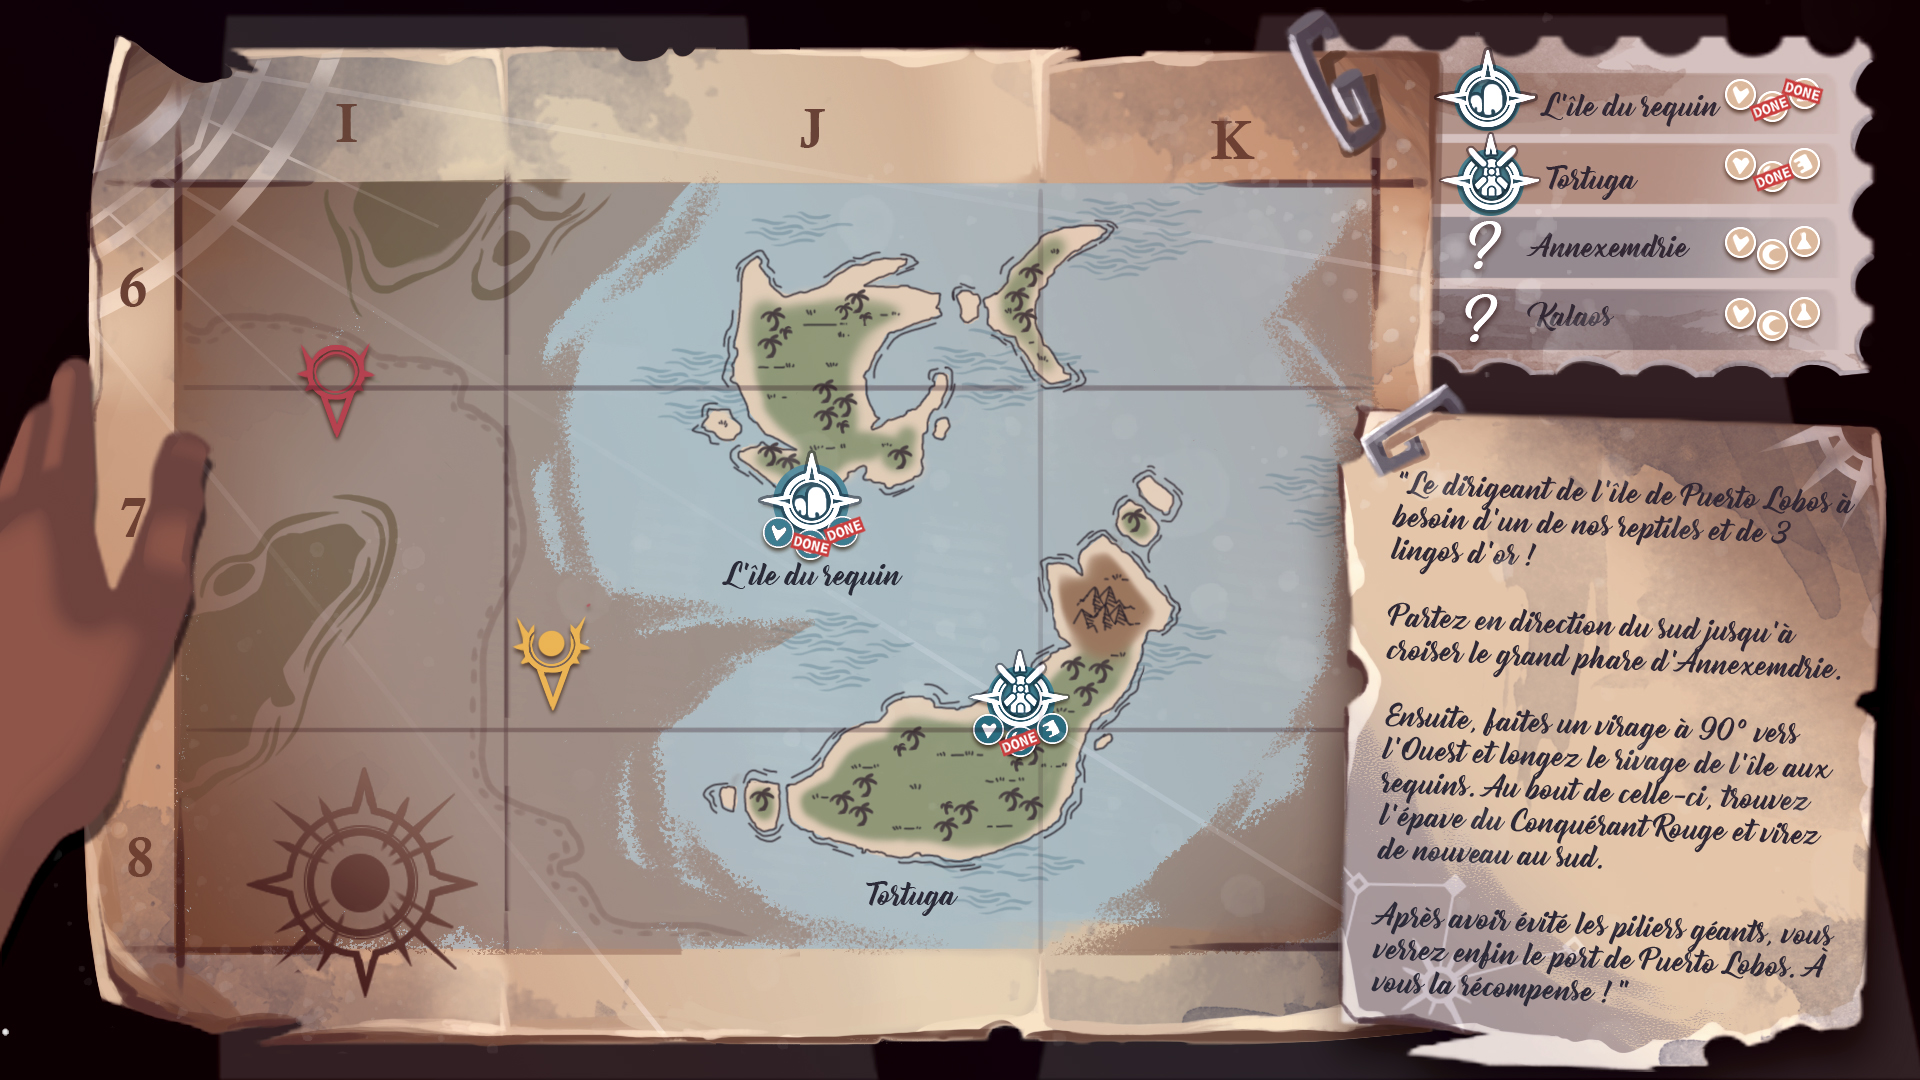 I J K
6
7
8
L'île du requin
DONE
DONE
Tortuga
DONE
? Annexemdrie
? Kalaos
DONE
DONE
L'île du requin
DONE
Tortuga
"Le dirigeant de l'île de Puerto Lobos à
besoin d'un de nos reptiles et de 3
lingos d'or !
Partez en direction du sud jusqu'à
croiser le grand phare d'Annexemdrie.
Ensuite, faites un virage à 90° vers
l'Ouest et longez le rivage de l'île aux
requins. Au bout de celle-ci, trouvez
l'épave du Conquérant Rouge et virez
de nouveau au sud.
Après avoir évité les piliers géants, vous
verrez enfin le port de Puerto Lobos. À
vous la récompense !"